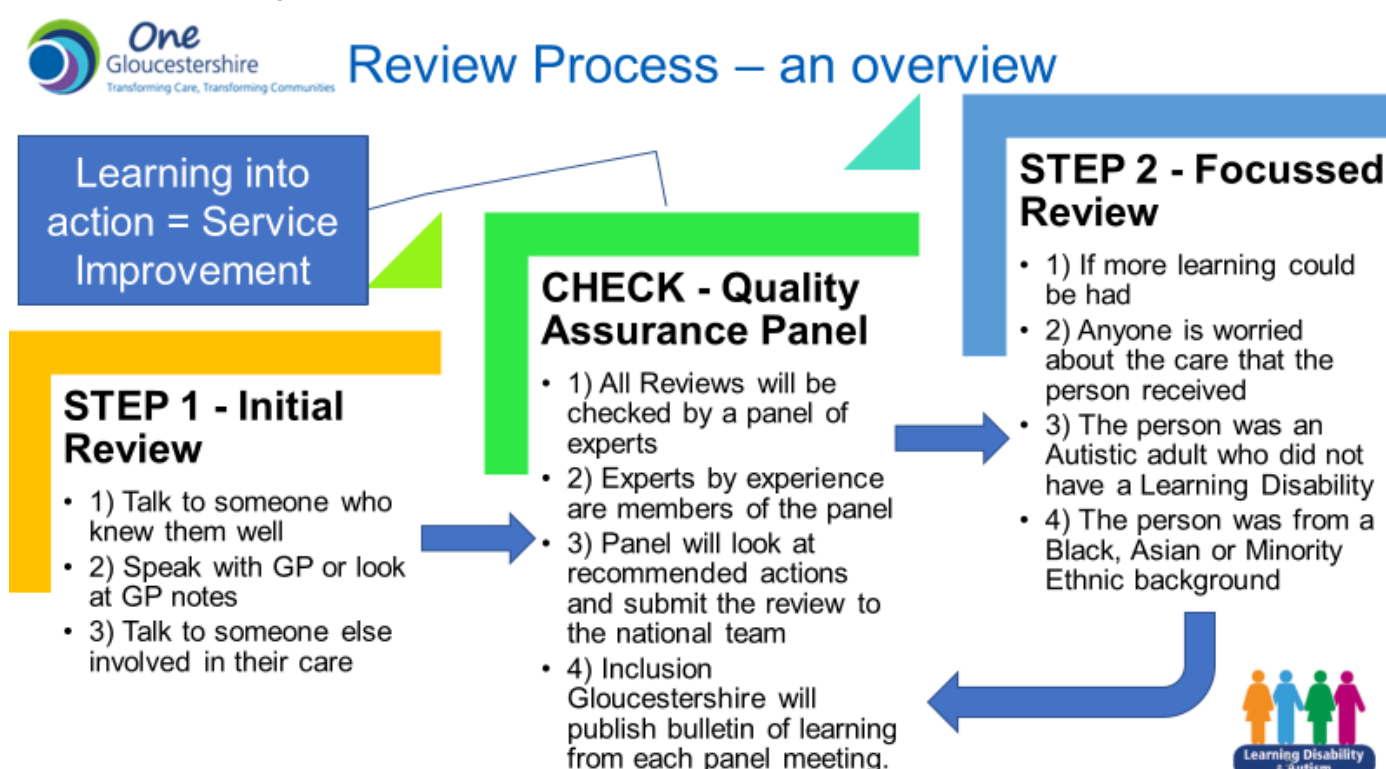 One
Gloucestershire
Transforming Care, Transforming Communities
Review Process – an overview
Learning into
action = Service
Improvement
STEP 1 - Initial
Review
• 1) Talk to someone who
knew them well
• 2) Speak with GP or look
at GP notes
• 3) Talk to someone else
involved in their care
CHECK - Quality
Assurance Panel
• 1) All Reviews will be
checked by a panel of
experts
• 2) Experts by experience
are members of the panel
• 3) Panel will look at
recommended actions
and submit the review to
the national team
• 4) Inclusion
Gloucestershire will
publish bulletin of learning
from each panel meeting.
STEP 2 - Focussed
Review
• 1) If more learning could
be had
• 2) Anyone is worried
about the care that the
person received
• 3) The person was an
Autistic adult who did not
have a Learning Disability
• 4) The person was from a
Black, Asian or Minority
Ethnic background
Learning Disability
& Autism